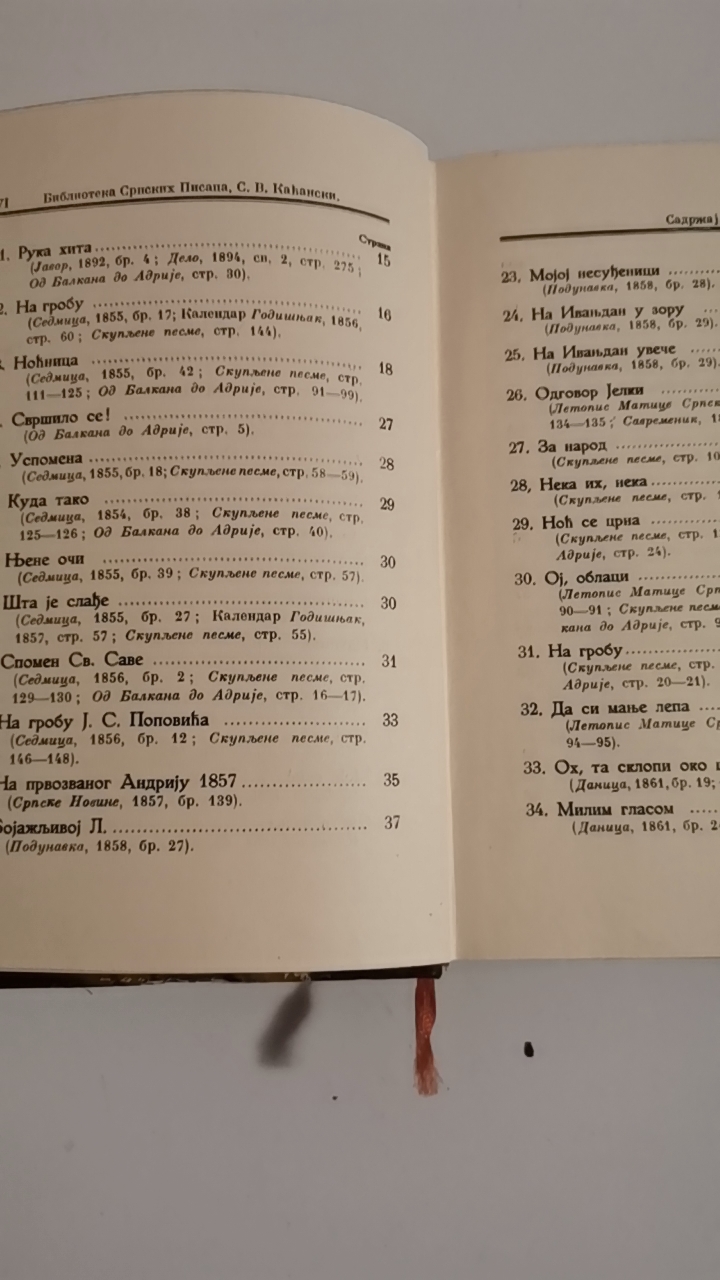 VI Библиотека Српских Писаца, С. В. Каћански.
Страна
1. Рука хита 15
(Јавор, 1892, бр. 4; Дело, 1894, св. 2, стр. 275;
Од Балкана до Адрије, стр. 30).
2. На гробу 16
(Седмица, 1855, бр. 17; Календар Годишњак, 1856,
стр. 60; Скупљене песме, стр. 144).
Ноћница 18
(Седмица, 1855, бр. 42; Скупљене песме, стр.
111—125; Од Балкана до Адрије, стр. 91—99).
Свршило се! 27
(Од Балкана до Адрије, стр. 5).
Успомена 28
(Седмица, 1855, бр. 18; Скупљене песме, стр. 58—59).
Куда тако 29
(Седмица, 1854, бр. 38; Скупљене песме, стр.
125—126; Од Балкана до Адрије, стр. 40).
Њене очи 30
(Седмица, 1855, бр. 39; Скупљене песме, стр. 57).
Шта је слађе 30
(Седмица, 1855, бр. 27; Календар Годишњак,
1857, стр. 57; Скупљене песме, стр. 55).
Спомен Св. Саве 31
(Седмица, 1856, бр. 2; Скупљене песме, стр.
129—130; Од Балкана до Адрије, стр. 16—17).
На гробу Ј. С. Поповића 33
(Седмица, 1856, бр. 12; Скупљене песме, стр.
146—148).
На првозваног Андрију 1857 35
(Српске Новине, 1857, бр. 139).
Бојажљивој Л. 37
(Подунавка, 1858, бр. 27).
Садржај
23. Мојој несуђеници
(Подунавка, 1858, бр. 28).
24. На Ивањдан у зору
(Подунавка, 1858, бр. 29).
25. На Ивањдан увече
(Подунавка, 1858, бр. 29).
26. Одговор Јелки
(Летопис Матице Српск
134—135; Савременик, 1
27. За народ
(Скупљене песме, стр. 10
28, Нека их, нека
(Скупљене песме, стр.
29. Ноћ се црна
(Скупљене песме, стр. 1
Адрије, стр. 24).
30. Ој, облаци
(Летопис Матице Срп
90—91; Скупљене песм
кана до Адрије, стр. 9
31. На гробу
(Скупљене песме, стр.
Адрије, стр. 20—21).
32. Да си мање лепа
(Летопис Матице Ср
94—95).
33. Ох, та склопи око
(Даница, 1861, бр. 19;
34. Милим гласом
(Даница, 1861, бр. 2